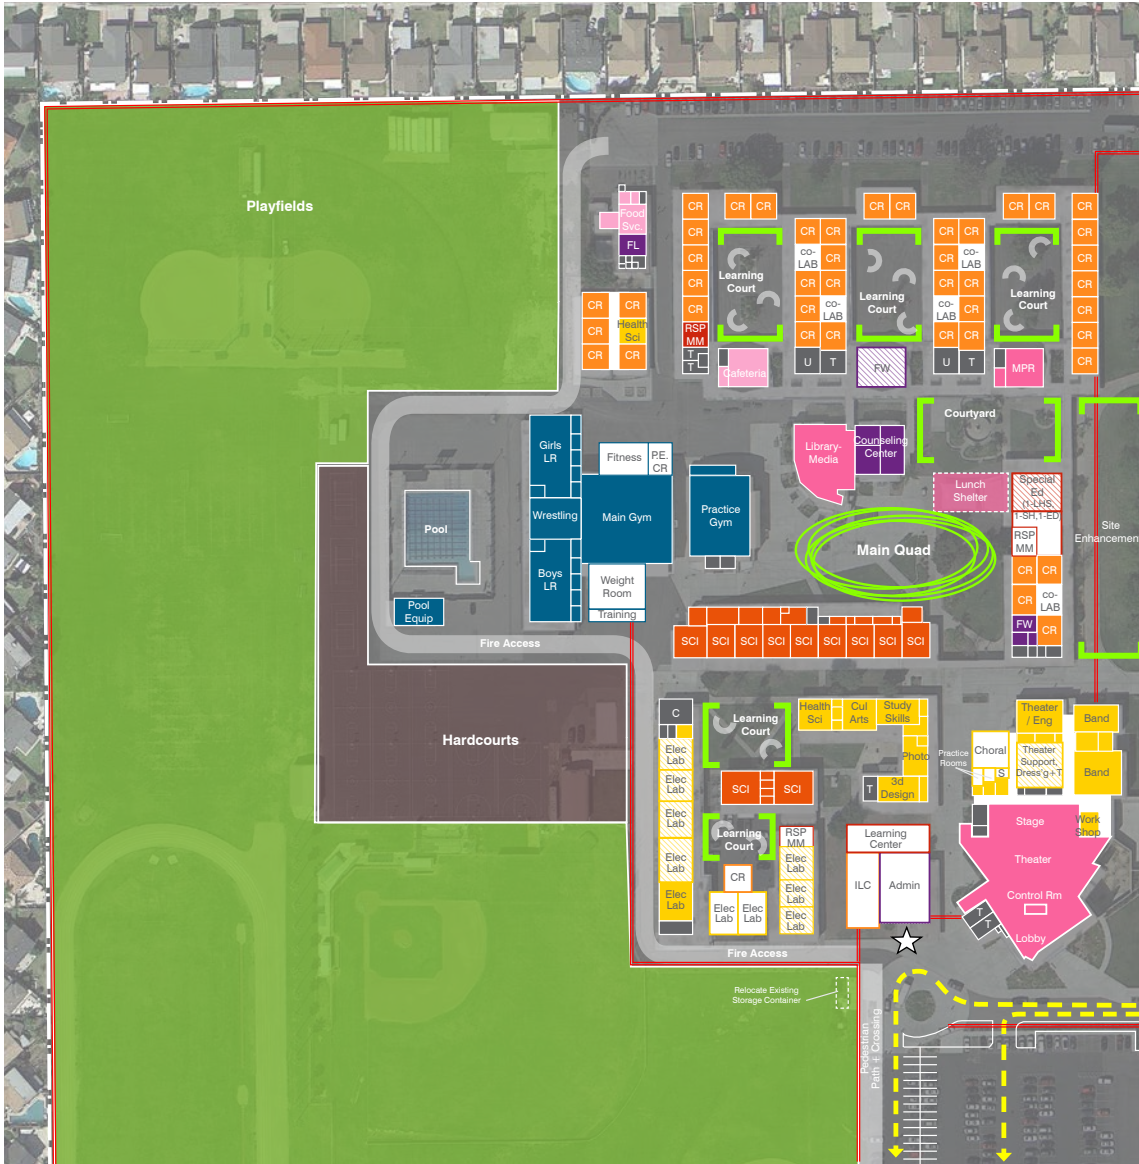 Playfields
Food
Svc.
FL
CR
CR
CR
Health
Sci
CR
CR
CR
CR
CR
CR
CR
CR
RSP
MM
T
T
CR
CR
Learning
Court
Cafeteria
CR
CR
co-
LAB
CR
CR
CR
CR
co-
LAB
CR
CR
U
T
CR
CR
Learning
Court
FW
CR
CR
CR
co-
LAB
CR
CR
co-
LAB
CR
CR
CR
U
T
CR
CR
Learning
Court
MPR
CR
CR
CR
CR
CR
CR
CR
Courtyard
Library-
Media
Counseling
Center
Lunch
Shelter
Special
Ed
(1-LHS,
1-SH,1-ED)
RSP
MM
CR
CR
CR
co-
LAB
FW
CR
Site
Enhancement
Main Quad
Girls
LR
Fitness
P.E.
CR
Wrestling
Main Gym
Practice
Gym
Boys
LR
Weight
Room
Training
Pool
Pool
Equip
Fire Access
SCI
SCI
SCI
SCI
SCI
SCI
SCI
SCI
SCI
Hardcourts
C
Elec
Lab
Elec
Lab
Elec
Lab
Elec
Lab
Elec
Lab
Learning
Court
SCI
SCI
Learning
Court
CR
Elec
Lab
Elec
Lab
RSP
MM
Elec
Lab
Elec
Lab
Elec
Lab
Health
Sci
Cul
Arts
Study
Skills
Photo
T
3d
Design
Learning
Center
ILC
Admin
Practice
Rooms
Choral
S
Theater
/ Eng
Theater
Support,
Dress'g+T
Band
Band
Stage
Work
Shop
Theater
Control Rm
T
T
Lobby
Fire Access
Relocate Existing
Storage Container
Pedestrian
Path + Crossing